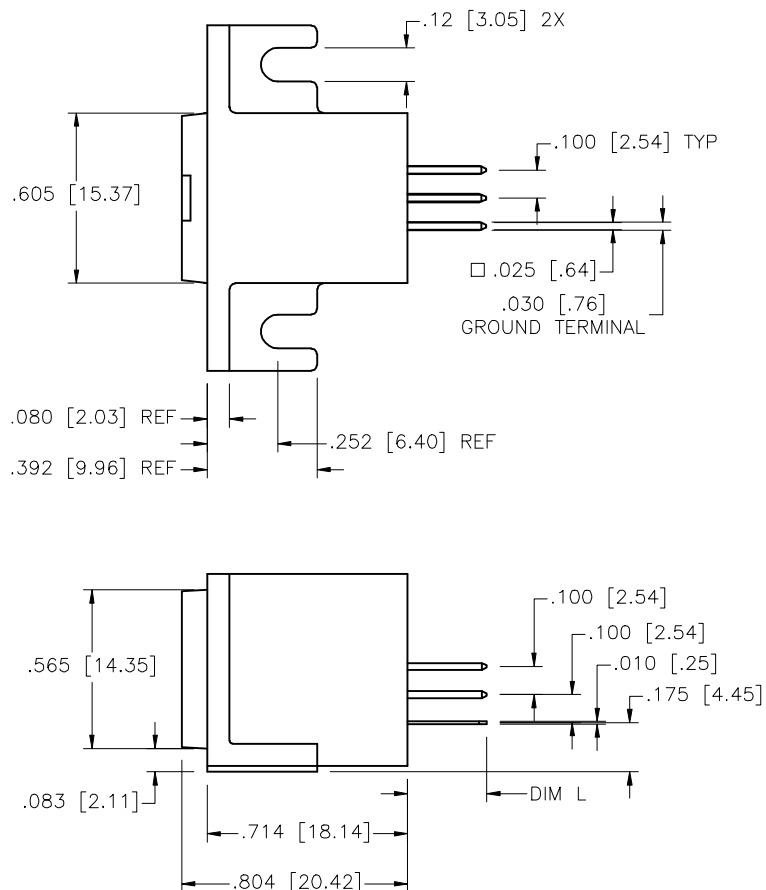 .12 [3.05] 2X
.100 [2.54] TYP
.605 [15.37]
□ .025 [.64]
.030 [.76]
GROUND TERMINAL
.080 [2.03] REF
.252 [6.40] REF
.392 [9.96] REF
.100 [2.54]
.100 [2.54]
.010 [.25]
.175 [4.45]
.565 [14.35]
.083 [2.11]
DIM L
.714 [18.14]
.804 [20.42]